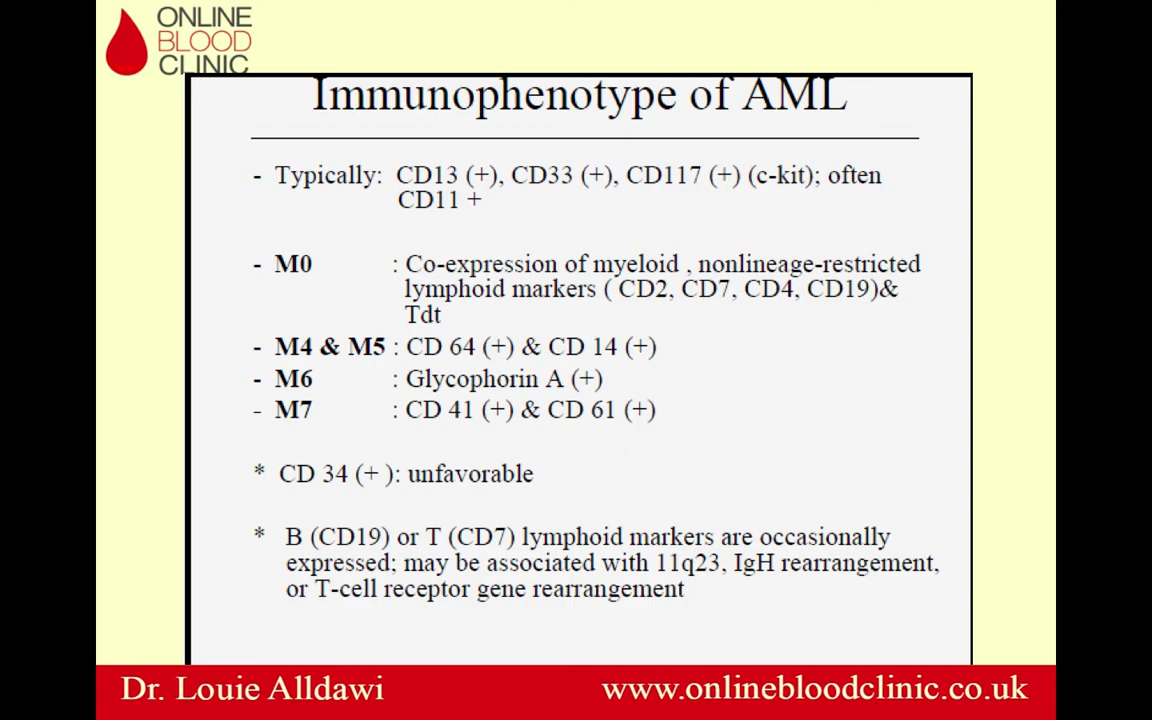 ONLINE
BLOOD
CLINIC
Immunophenotype of AML
- Typically: CD13 (+), CD33 (+), CD117 (+) (c-kit); often
CD11 +
- M0 : Co-expression of myeloid , nonlineage-restricted
lymphoid markers ( CD2, CD7, CD4, CD19)&
Tdt
- M4 & M5 : CD 64 (+) & CD 14 (+)
- M6 : Glycophorin A (+)
- M7 : CD 41 (+) & CD 61 (+)
* CD 34 (+ ): unfavorable
* B (CD19) or T (CD7) lymphoid markers are occasionally
expressed; may be associated with 11q23, IgH rearrangement,
or T-cell receptor gene rearrangement
Dr. Louie Alldawi www.onlinebloodclinic.co.uk